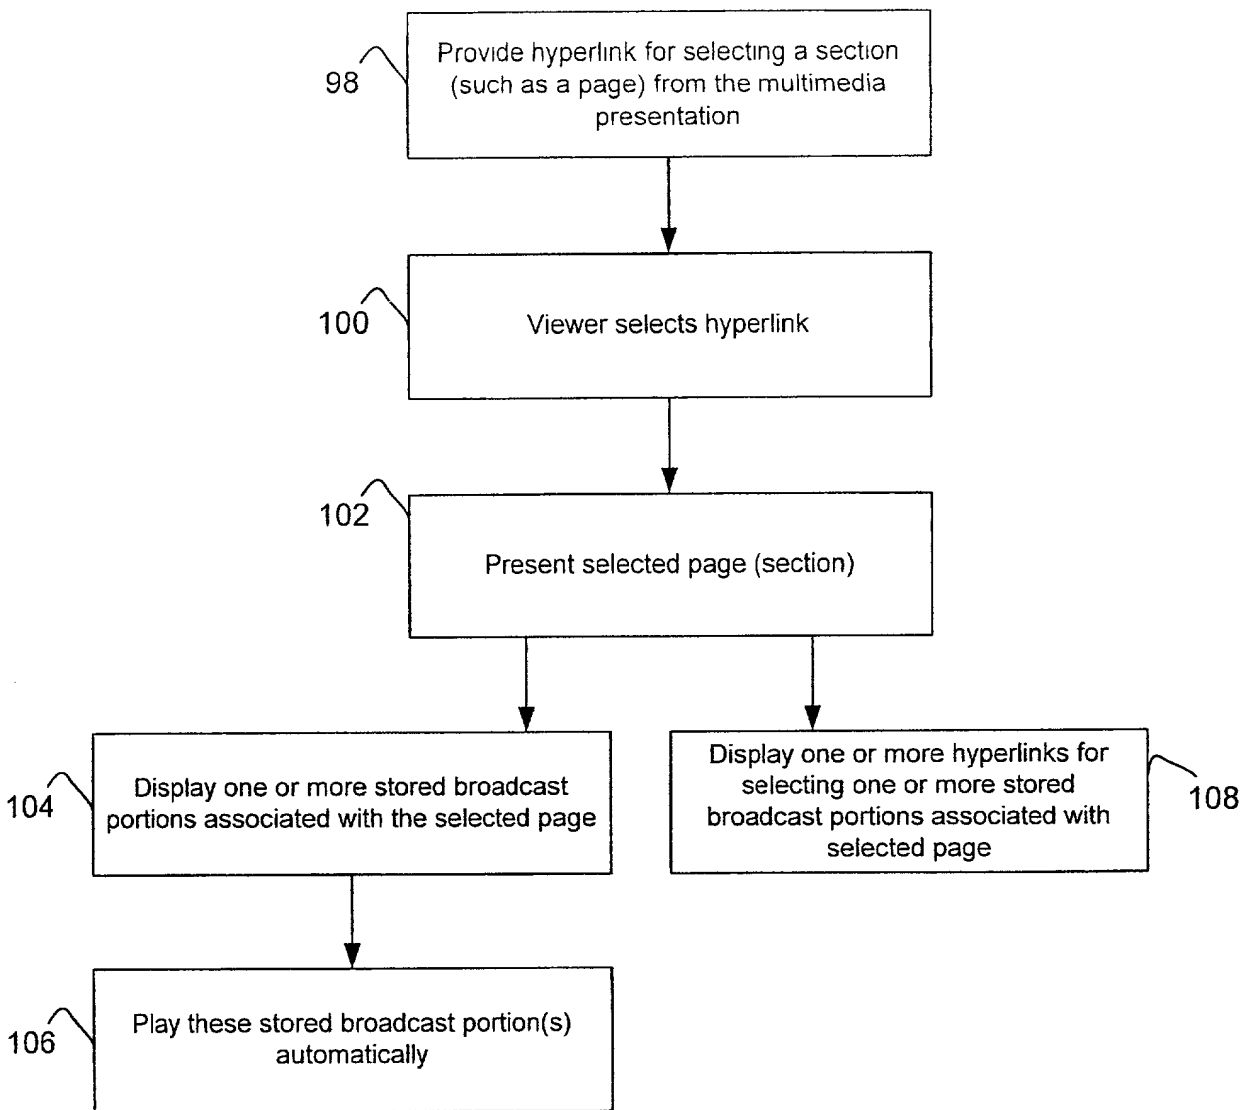 98
Provide hyperlink for selecting a section
(such as a page) from the multimedia
presentation
100
Viewer selects hyperlink
102
Present selected page (section)
104
Display one or more stored broadcast
portions associated with the selected page
Display one or more hyperlinks for
selecting one or more stored
broadcast portions associated with
selected page
108
106
Play these stored broadcast portion(s)
automatically